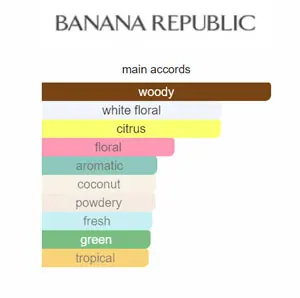 BANANA REPUBLIC
main accords
woody
white floral
citrus
floral
aromatic
coconut
powdery
fresh
green
tropical